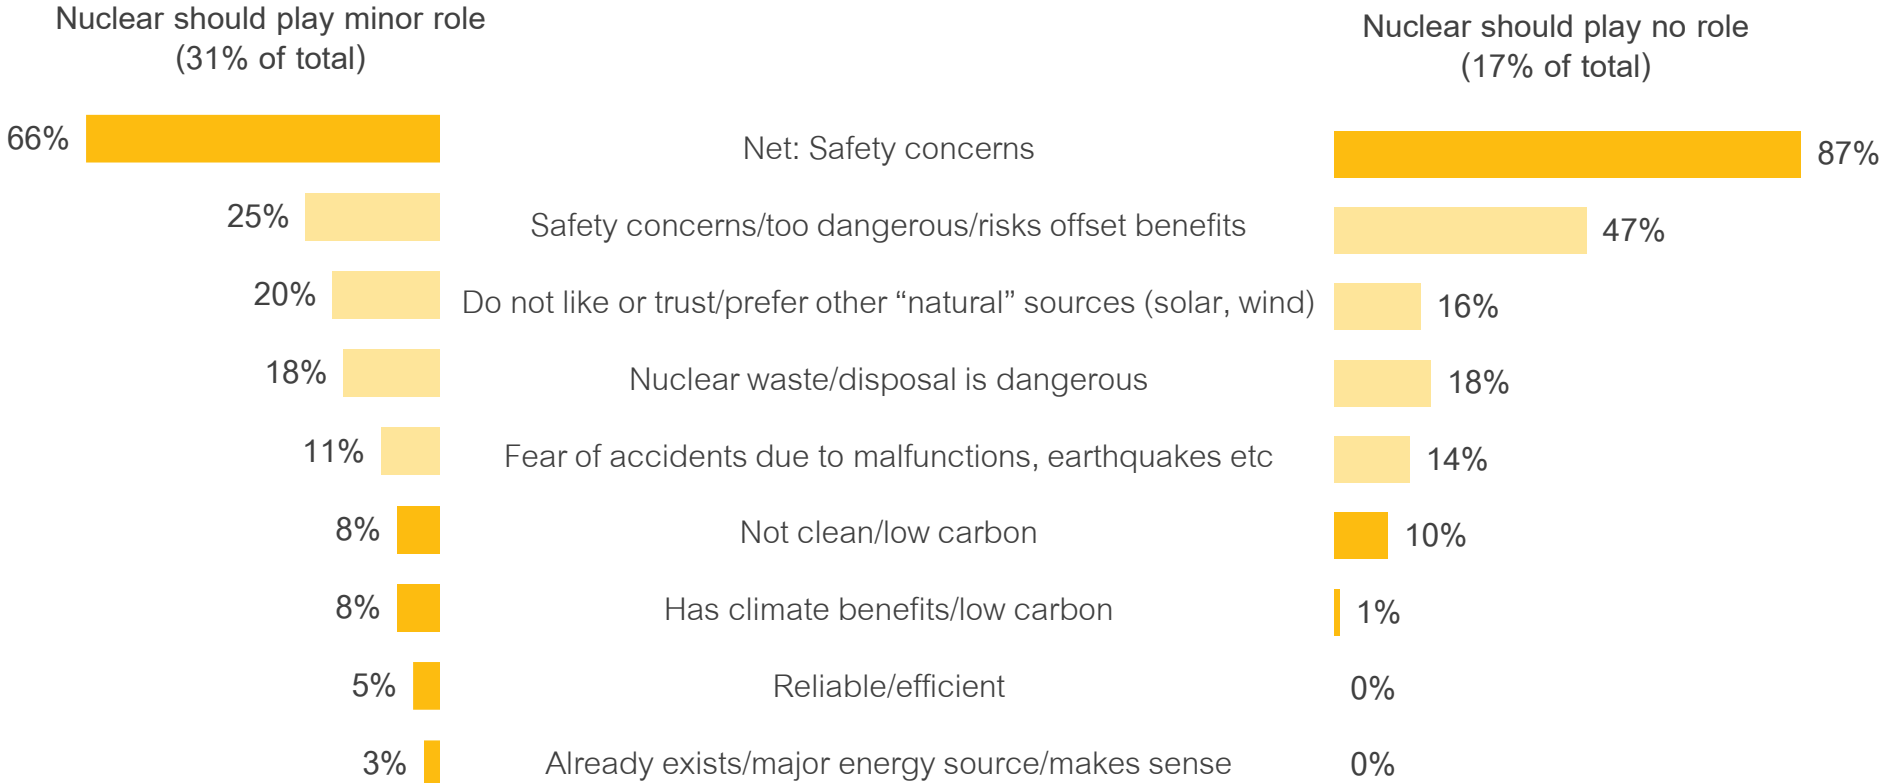 Nuclear should play minor role
(31% of total)
Nuclear should play no role
(17% of total)
66% Net: Safety concerns 87%
25% Safety concerns/too dangerous/risks offset benefits 47%
20% Do not like or trust/prefer other “natural” sources (solar, wind) 16%
18% Nuclear waste/disposal is dangerous 18%
11% Fear of accidents due to malfunctions, earthquakes etc 14%
8% Not clean/low carbon 10%
8% Has climate benefits/low carbon 1%
5% Reliable/efficient 0%
3% Already exists/major energy source/makes sense 0%